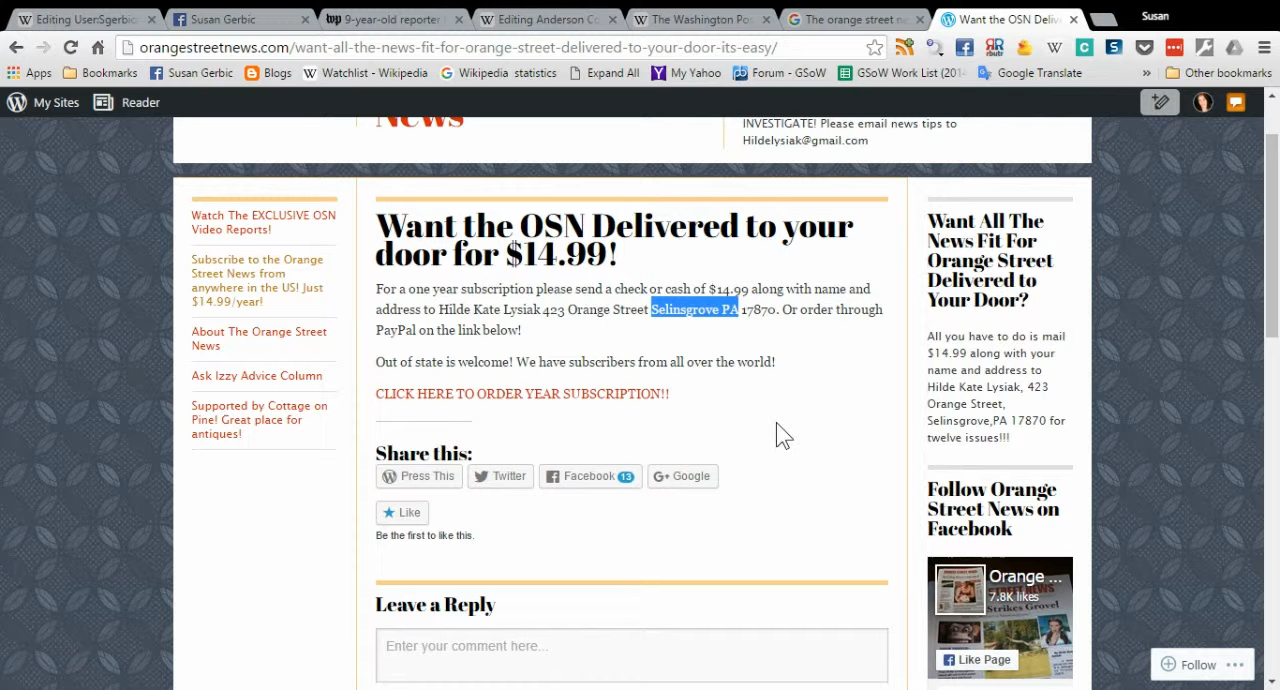 Editing User:Sgerbic
Susan Gerbic
9-year-old reporter
Editing Anderson Co
The Washington Pos
The orange street ne
Want the OSN Deliv
Susan
orangestreetnews.com/want-all-the-news-fit-for-orange-street-delivered-to-your-door-its-easy/
Apps
Bookmarks
Susan Gerbic
Blogs
Watchlist - Wikipedia
Wikipedia statistics
Expand All
My Yahoo
Forum - GSoW
GSoW Work List (201
Google Translate
»
Other bookmarks
My Sites
Reader
News
INVESTIGATE! Please email news tips to
Hildelysiak@gmail.com
Watch The EXCLUSIVE OSN
Video Reports!
Subscribe to the Orange
Street News from
anywhere in the US! Just
$14.99/year!
About The Orange Street
News
Ask Izzy Advice Column
Supported by Cottage on
Pine! Great place for
antiques!
Want the OSN Delivered to your
door for $14.99!
For a one year subscription please send a check or cash of $14.99 along with name and
address to Hilde Kate Lysiak 423 Orange Street Selinsgrove PA 17870. Or order through
PayPal on the link below!
Out of state is welcome! We have subscribers from all over the world!
CLICK HERE TO ORDER YEAR SUBSCRIPTION!!
Share this:
Press This
Twitter
Facebook 13
Google
Like
Be the first to like this.
Leave a Reply
Enter your comment here...
Want All The
News Fit For
Orange Street
Delivered to
Your Door?
All you have to do is mail
$14.99 along with your
name and address to
Hilde Kate Lysiak, 423
Orange Street,
Selinsgrove,PA 17870 for
twelve issues!!!
Follow Orange
Street News on
Facebook
Orange ...
7.8K likes
Strikes Grove!
Like Page
Follow